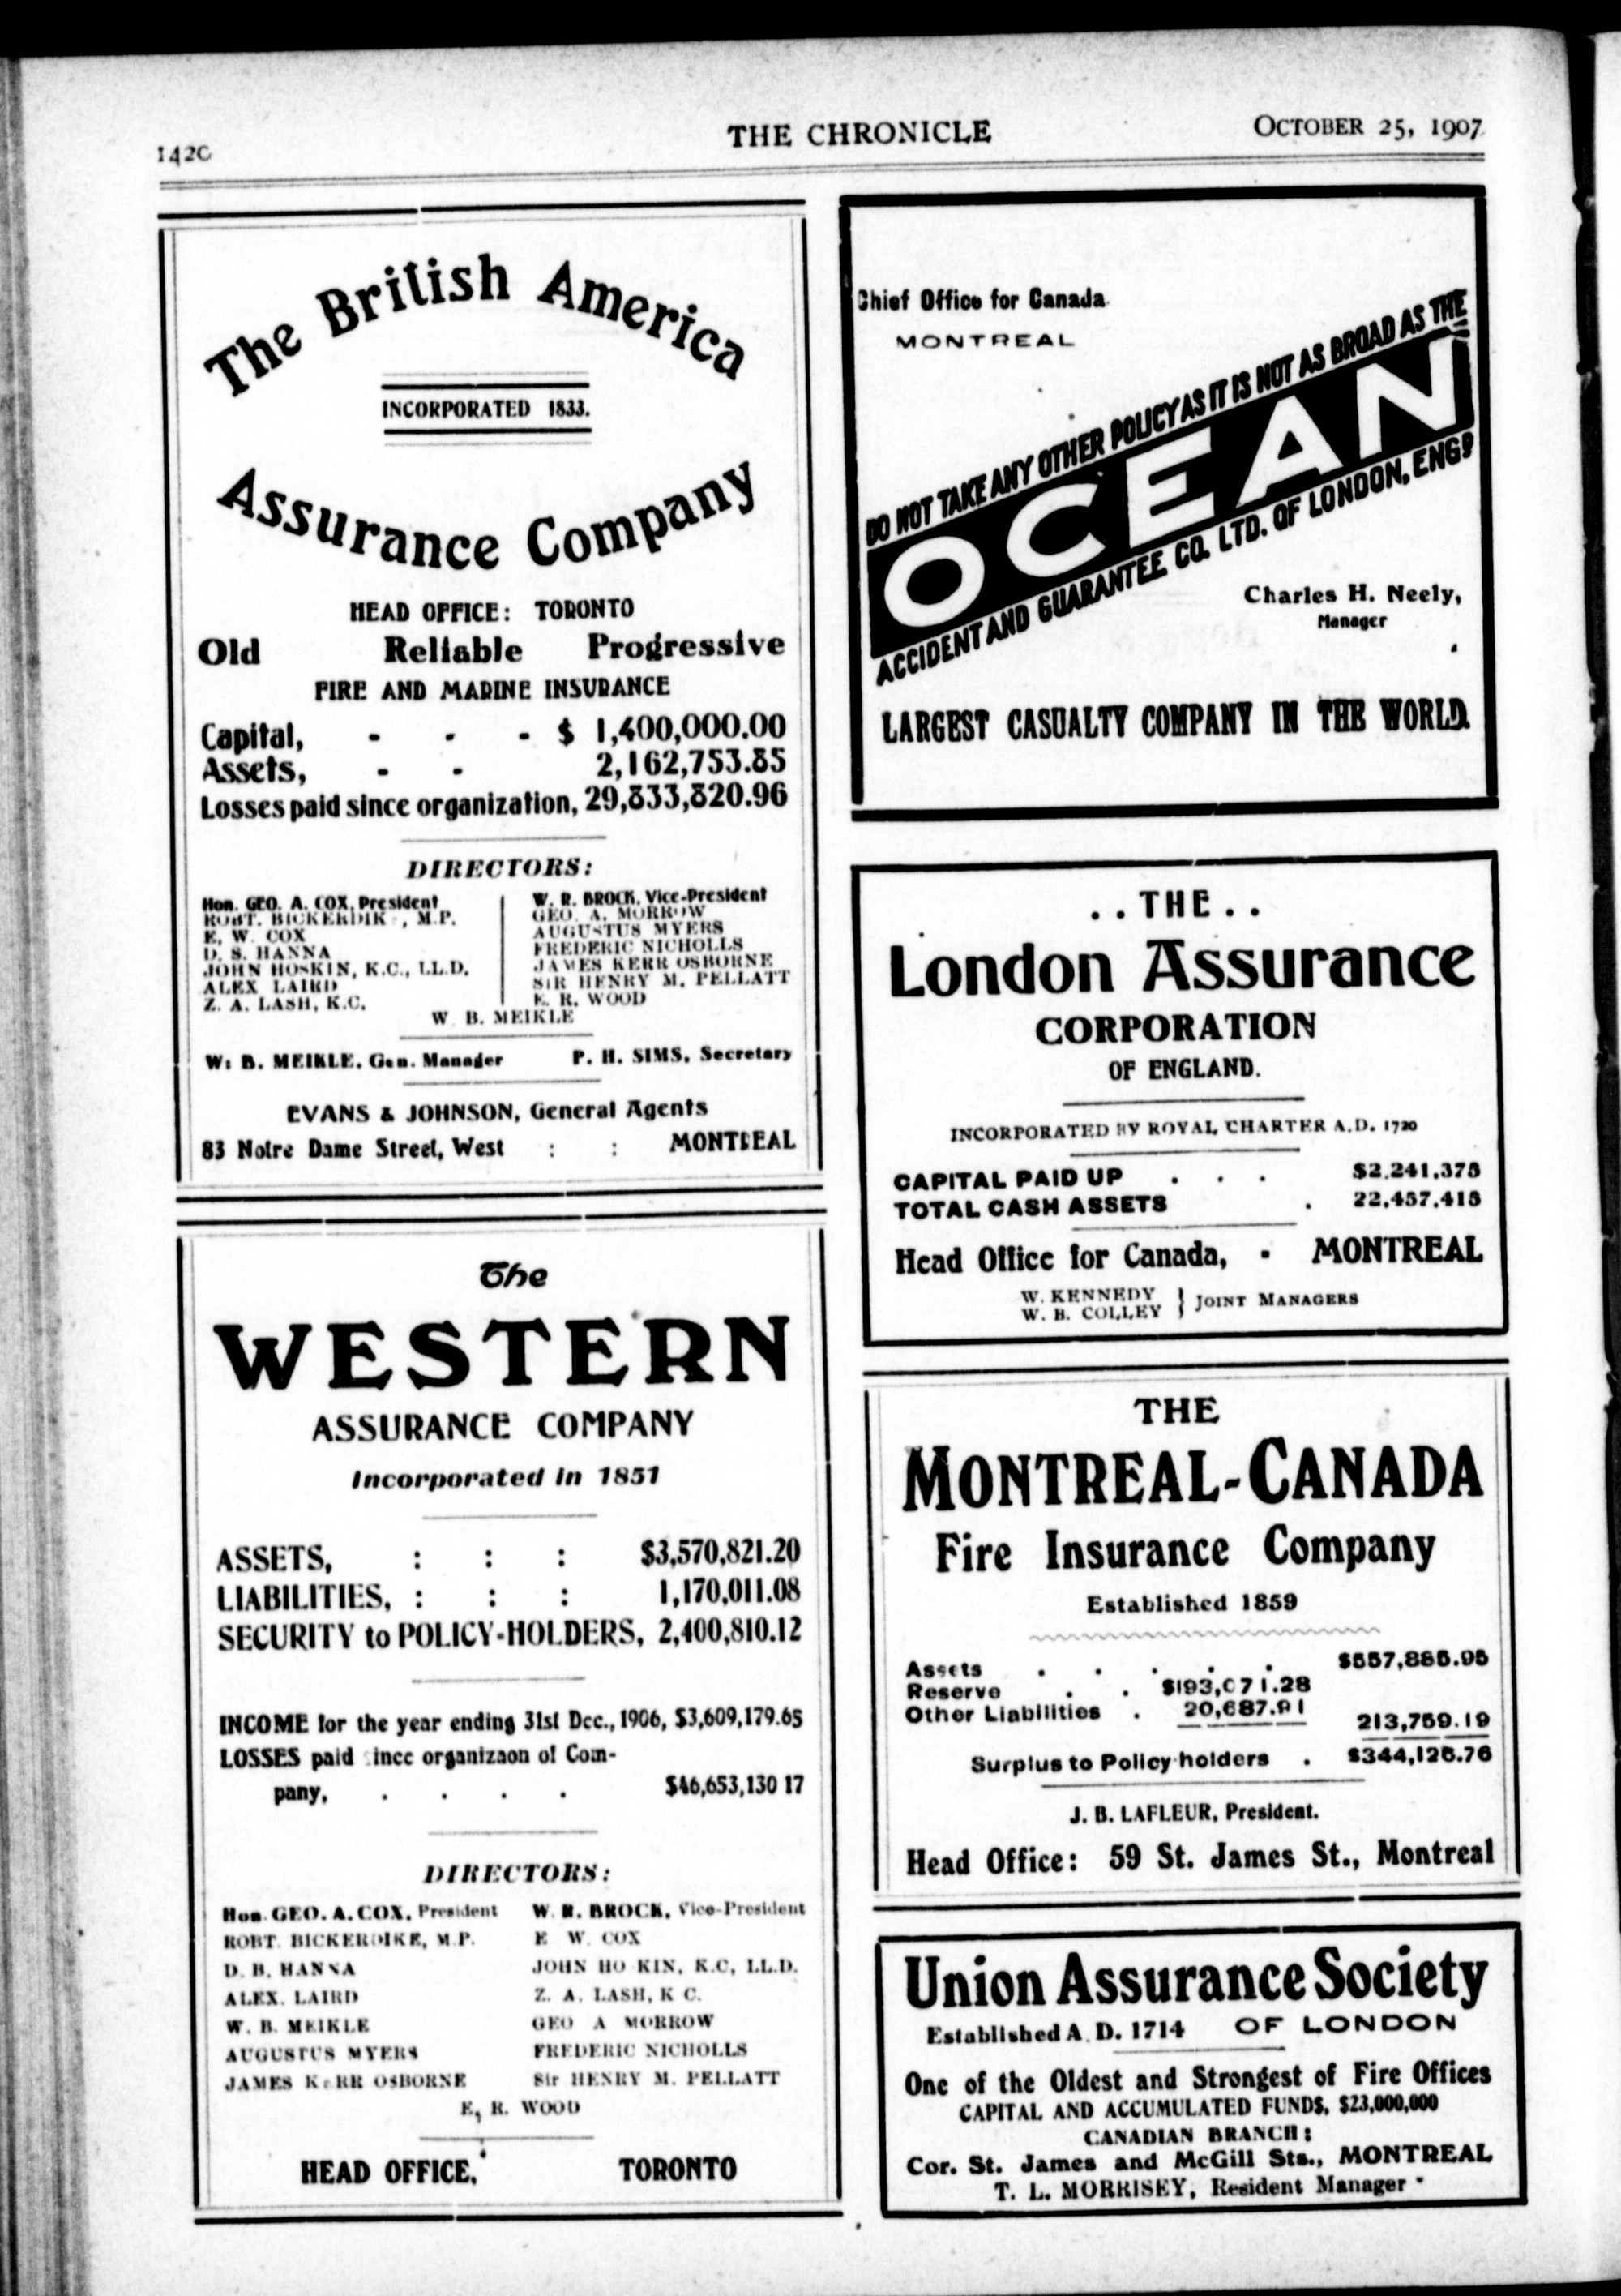 1420
THE CHRONICLE
OCTOBER 25, 1907
The British America
INCORPORATED 1833.
Assurance Company
HEAD OFFICE: TORONTO
Old Reliable Progressive
FIRE AND MARINE INSURANCE
Capital, - - - $ 1,400,000.00
Assets, - - 2,162,753.85
Losses paid since organization, 29,833,820.96
DIRECTORS:
Hon. GEO. A. COX, President
ROBT. BICKERDIK , M.P.
E. W. COX
D. S. HANNA
JOHN HOSKIN, K.C., LL.D.
ALEX LAIRD
Z. A. LASH, K.C.
W. R. BROCK, Vice-President
GEO. A. MORROW
AUGUSTUS MYERS
FREDERIC NICHOLLS
JAMES KERR OSBORNE
SIR HENRY M. PELLATT
E. R. WOOD
W. B. MEIKLE
W. B. MEIKLE, Gen. Manager P. H. SIMS, Secretary
EVANS & JOHNSON, General Agents
83 Notre Dame Street, West : : MONTREAL
The
WESTERN
ASSURANCE COMPANY
Incorporated in 1851
ASSETS, : : : $3,570,821.20
LIABILITIES, : : : 1,170,011.08
SECURITY to POLICY-HOLDERS, 2,400,810.12
INCOME for the year ending 31st Dec., 1906, $3,609,179.65
LOSSES paid ince organizaon of Com-
pany, . . . . $46,653,130 17
DIRECTORS:
Hon. GEO. A. COX, President W. R. BROCK, Vice-President
ROBT. BICKERDIKE, M.P. E. W. COX
D. B. HANNA JOHN HO KIN, K.C, LL.D.
ALEX. LAIRD Z. A. LASH, K C.
W. B. MEIKLE GEO A MORROW
AUGUSTUS MYERS FREDERIC NICHOLLS
JAMES KERR OSBORNE Sir HENRY M. PELLATT
E, R. WOOD
HEAD OFFICE, TORONTO
Chief Office for Canada
MONTREAL
DO NOT TAKE ANY OTHER POLICY AS IT IS NOT AS BROAD AS THE
OCEAN
ACCIDENT AND GUARANTEE CO. LTD. OF LONDON, ENGD
Charles H. Neely,
Manager
LARGEST CASUALTY COMPANY IN THE WORLD.
. . THE . .
London Assurance
CORPORATION
OF ENGLAND.
INCORPORATED BY ROYAL CHARTER A.D. 1720
CAPITAL PAID UP . . . $2,241,375
TOTAL CASH ASSETS . 22,457,415
Head Office for Canada, - MONTREAL
W. KENNEDY
W. B. COLLEY } JOINT MANAGERS
THE
MONTREAL-CANADA
Fire Insurance Company
Established 1859
Assets . . . . . $557,885.95
Reserve . . $193,071.28
Other Liabilities . 20,687.91
213,759.19
Surplus to Policy-holders . $344,126.76
J. B. LAFLEUR, President.
Head Office: 59 St. James St., Montreal
Union Assurance Society
Established A. D. 1714 OF LONDON
One of the Oldest and Strongest of Fire Offices
CAPITAL AND ACCUMULATED FUNDS, $23,000,000
CANADIAN BRANCH:
Cor. St. James and McGill Sts., MONTREAL
T. L. MORRISEY, Resident Manager